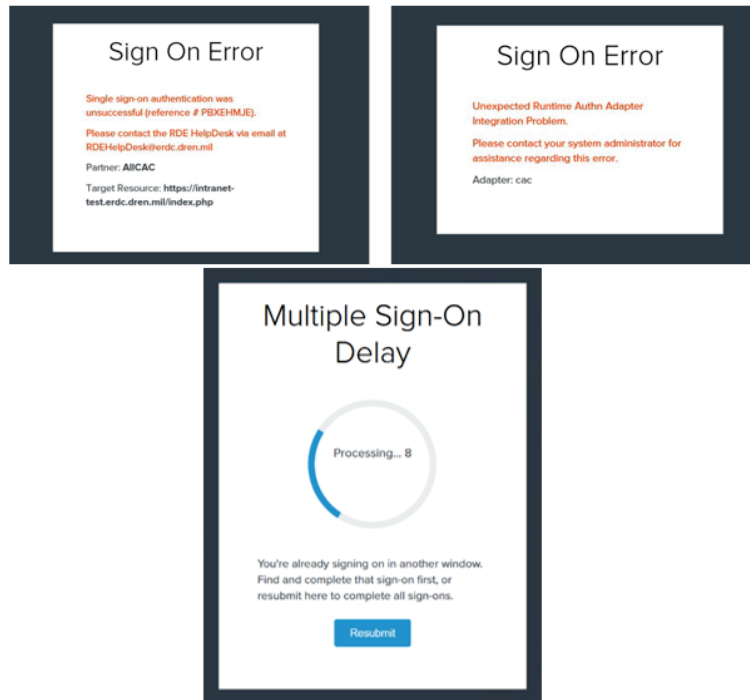 Sign On Error
Single sign-on authentication was
unsuccessful (reference # PBXEHMJE).
Please contact the RDE HelpDesk via email at
RDEHelpDesk@erdc.dren.mil
Partner: AllCAC
Target Resource: https://intranet-
test.erdc.dren.mil/index.php
Sign On Error
Unexpected Runtime Authn Adapter
Integration Problem.
Please contact your system administrator for
assistance regarding this error.
Adapter: cac
Multiple Sign-On
Delay
Processing... 8
You're already signing on in another window.
Find and complete that sign-on first, or
resubmit here to complete all sign-ons.
Resubmit